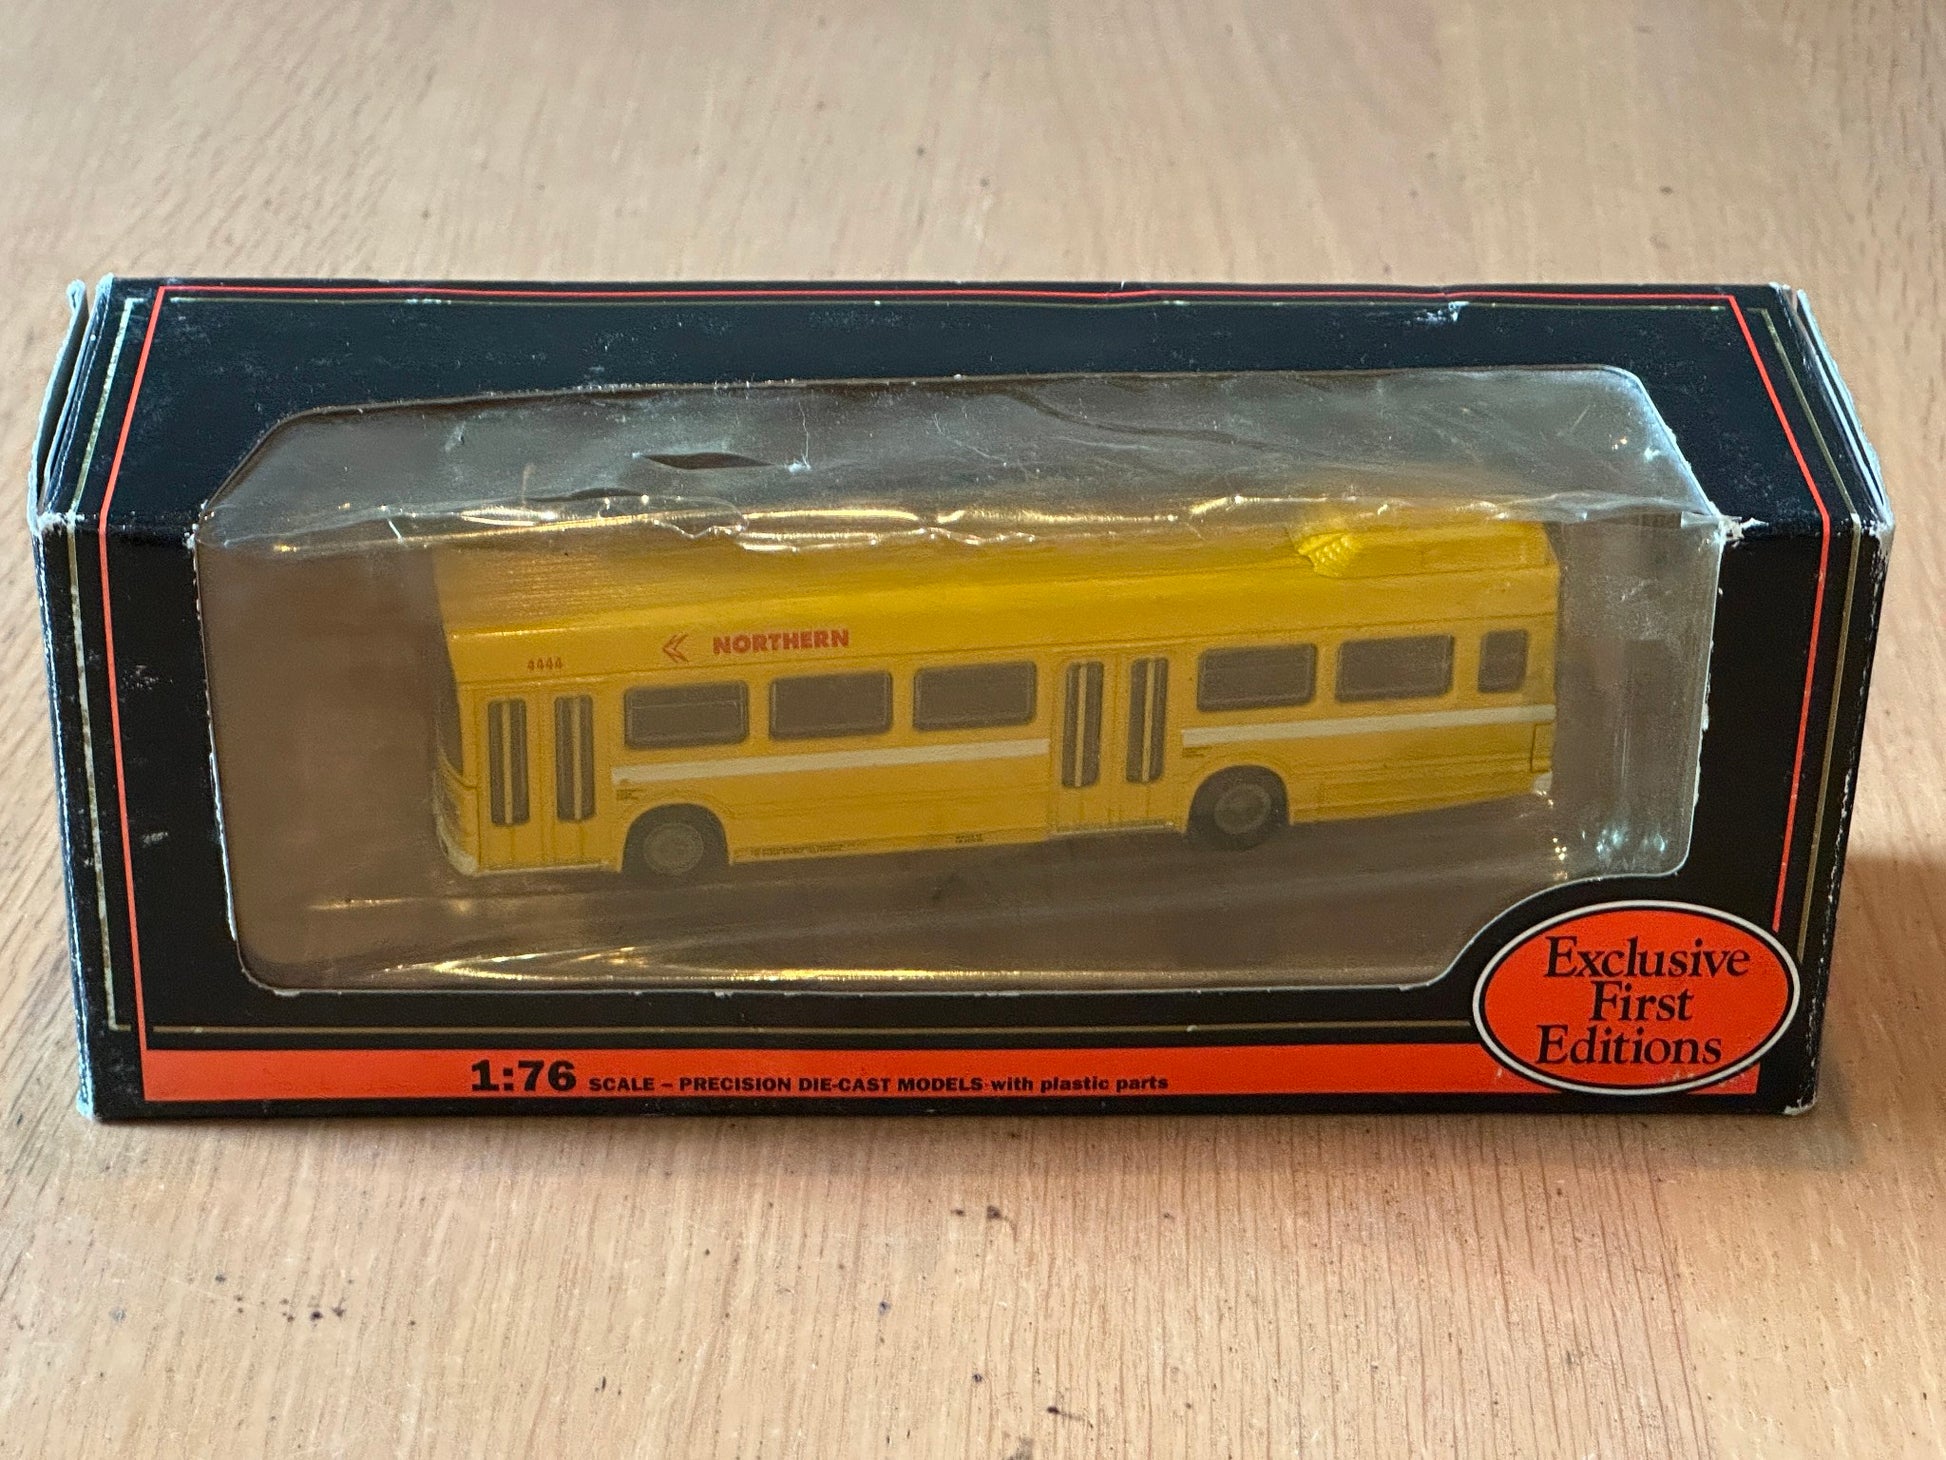 4444
NORTHERN
Exclusive
First
Editions
1:76 SCALE – PRECISION DIE-CAST MODELS with plastic parts